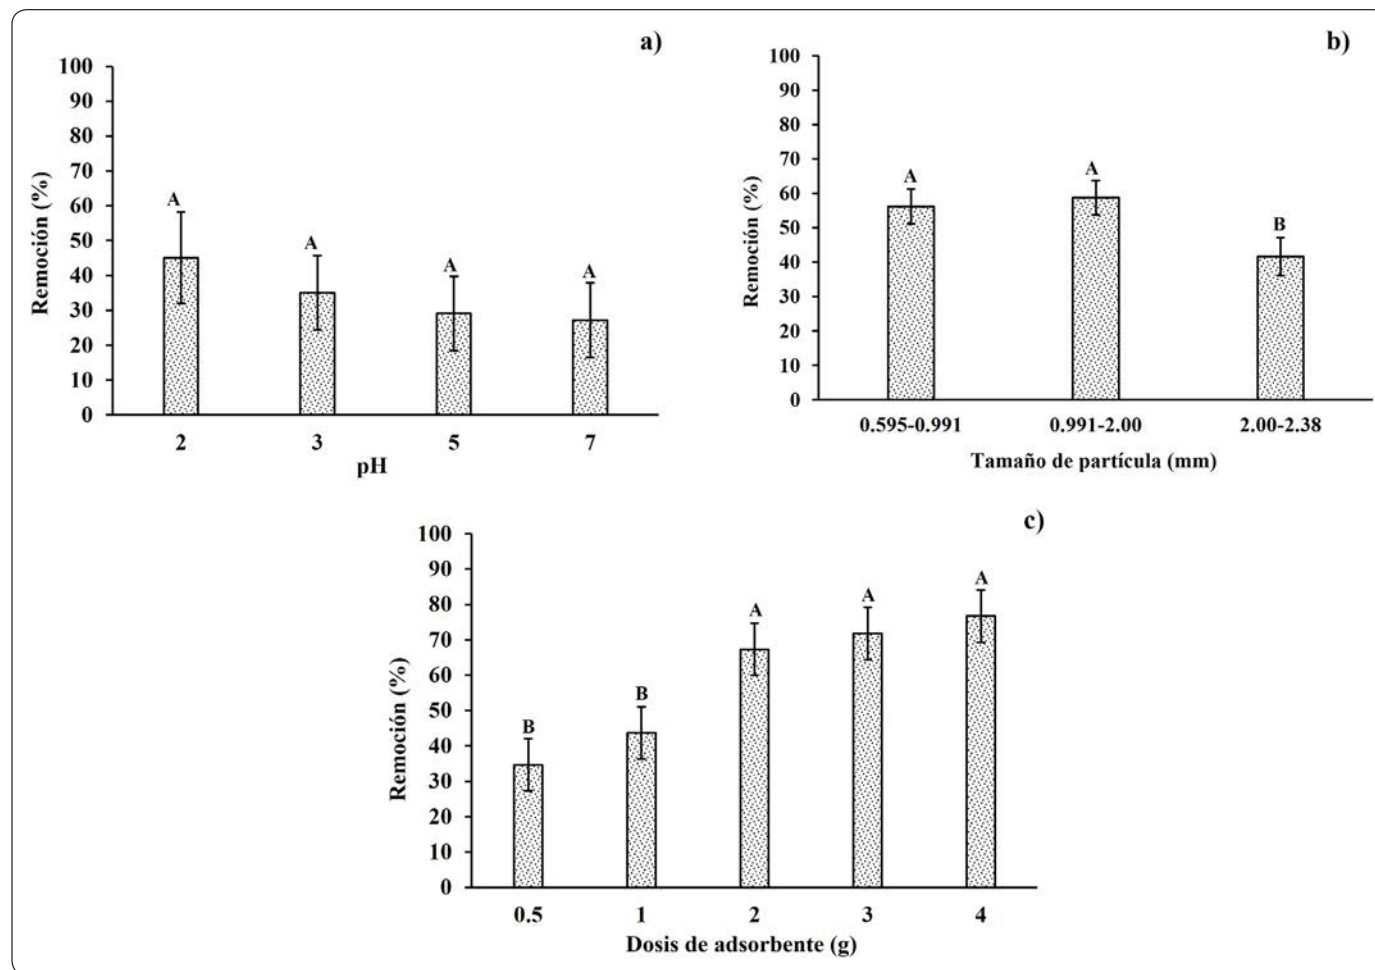 a)
100
90
80
70
60
50
40
30
20
10
0
Remoción (%)
A
A
A
A
2 3 5 7
pH
b)
100
90
80
70
60
50
40
30
20
10
0
Remoción (%)
A
A
B
0.595-0.991 0.991-2.00 2.00-2.38
Tamaño de partícula (mm)
c)
100
90
80
70
60
50
40
30
20
10
0
Remoción (%)
B
B
A
A
A
0.5 1 2 3 4
Dosis de adsorbente (g)